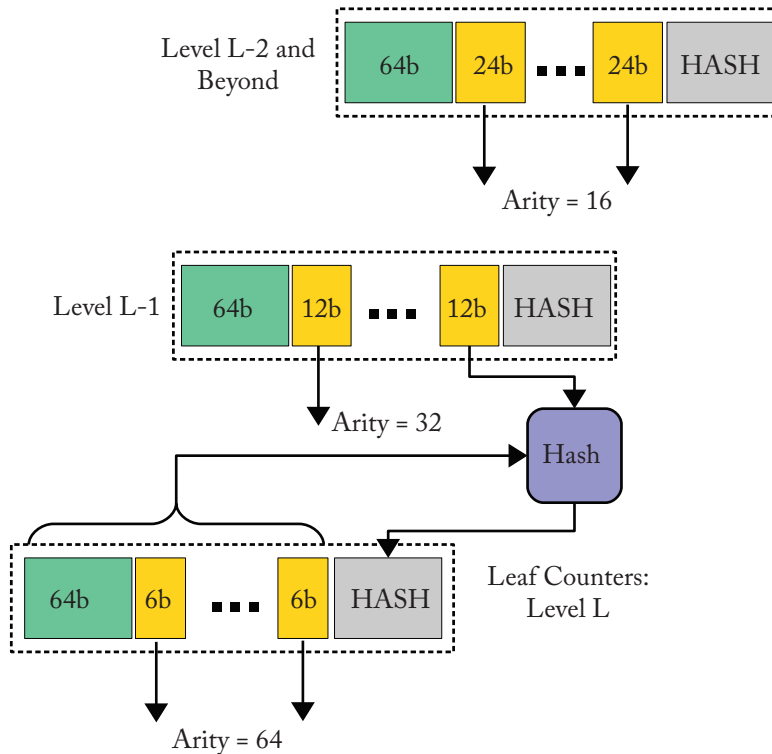 Level L-2 and
Beyond
64b 24b 24b HASH
Arity = 16
Level L-1
64b 12b 12b HASH
Arity = 32
Hash
64b 6b 6b HASH
Leaf Counters:
Level L
Arity = 64